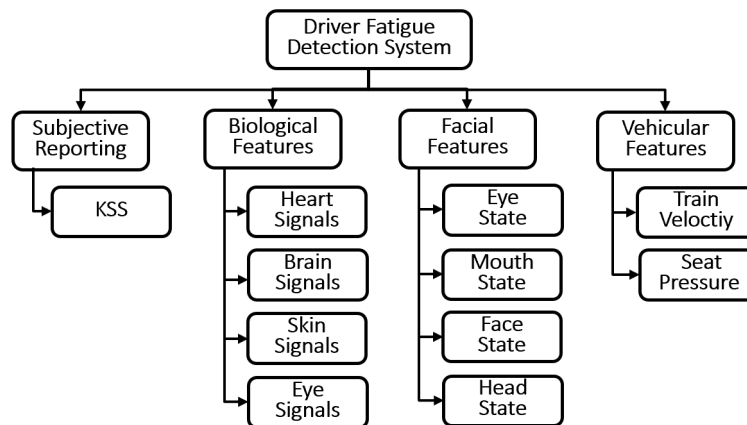 Driver Fatigue
Detection System
Subjective
Reporting
KSS
Biological
Features
Heart
Signals
Brain
Signals
Skin
Signals
Eye
Signals
Facial
Features
Eye
State
Mouth
State
Face
State
Head
State
Vehicular
Features
Train
Veloctiy
Seat
Pressure